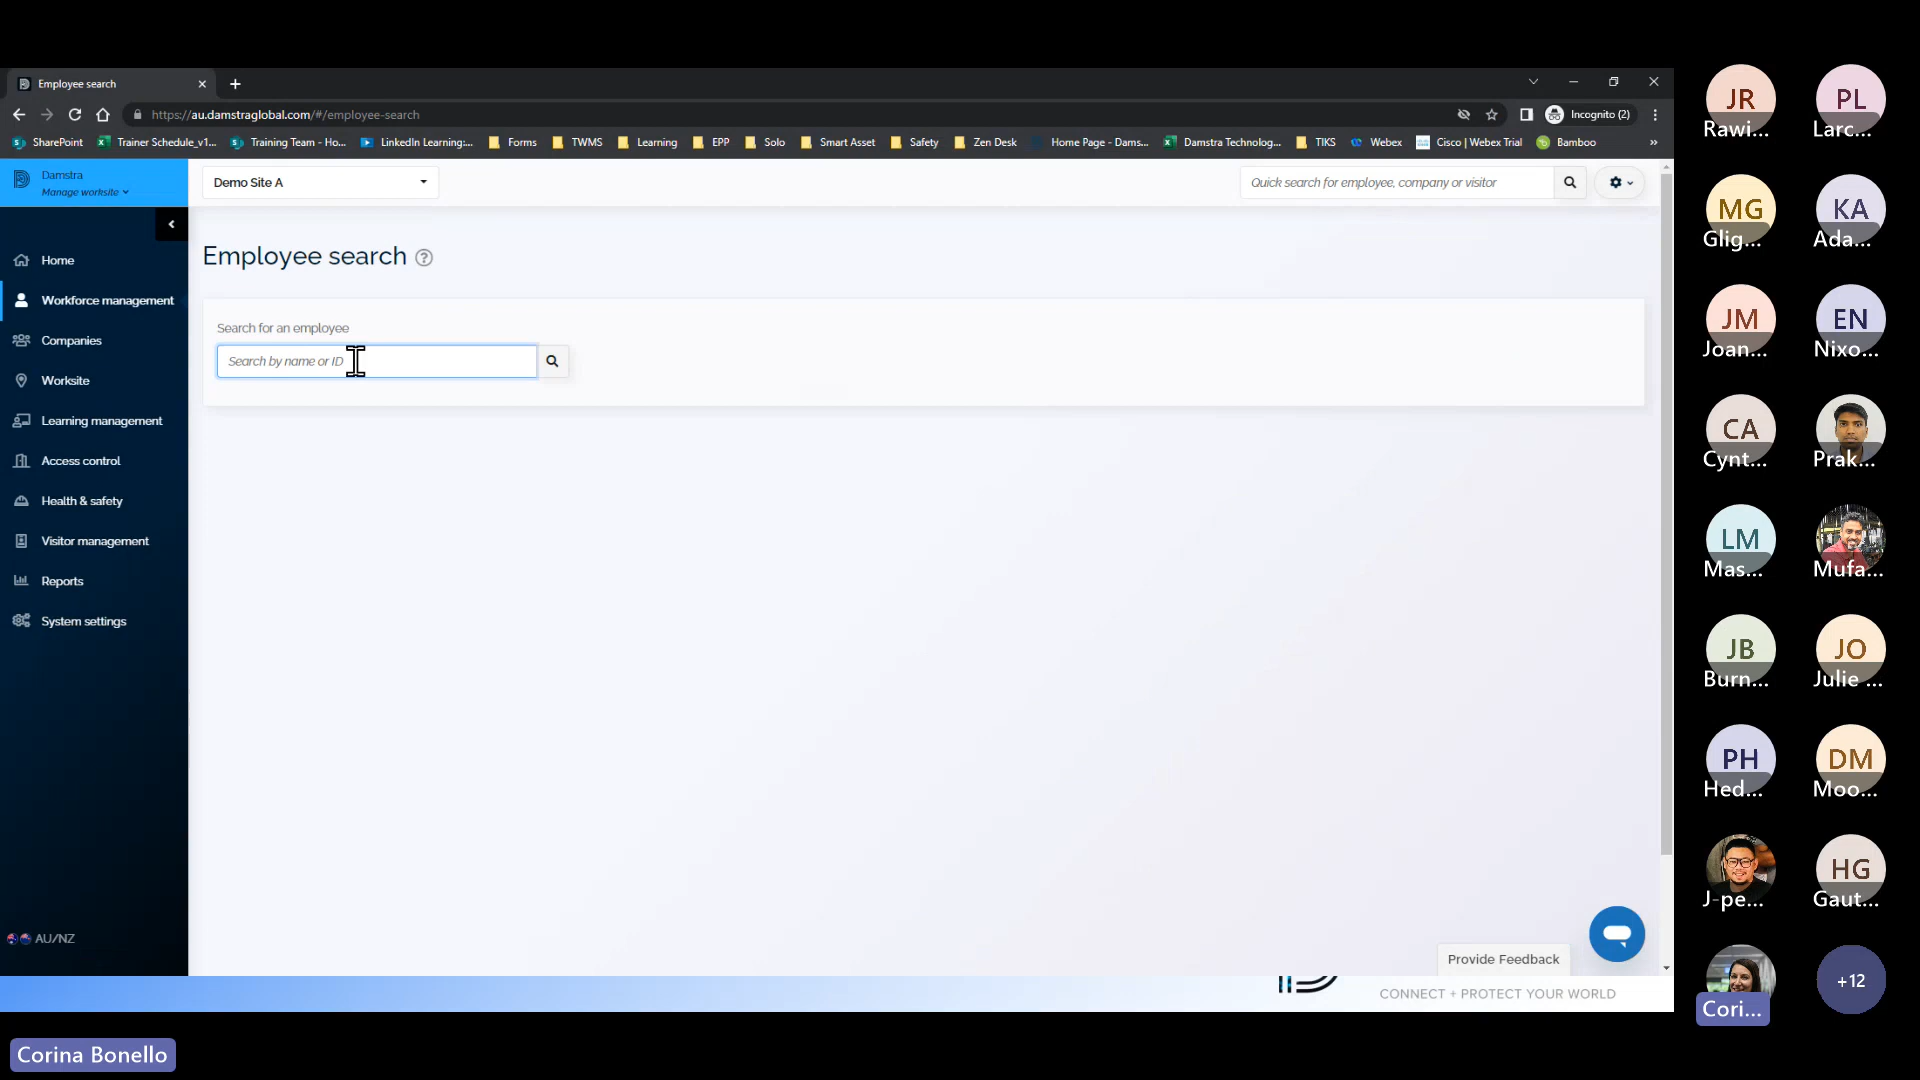 Employee search
https://au.damstraglobal.com/#/employee-search
Incognito (2)
SharePoint
Trainer Schedule_v1...
Training Team - Ho...
LinkedIn Learning:...
Forms
TWMS
Learning
EPP
Solo
Smart Asset
Safety
Zen Desk
Home Page - Dams...
Damstra Technolog...
TIKS
Webex
Cisco | Webex Trial
Bamboo
»
Damstra
Manage worksite
Demo Site A
Quick search for employee, company or visitor
Home
Workforce management
Companies
Worksite
Learning management
Access control
Health & safety
Visitor management
Reports
System settings
AU/NZ
Employee search
Search for an employee
Search by name or ID
Provide Feedback
CONNECT + PROTECT YOUR WORLD
Corina Bonello
JR
Rawi...
PL
Larc...
MG
Glig...
KA
Ada...
JM
Joan...
EN
Nixo...
CA
Cynt...
Prak...
LM
Mas...
Mufa...
JB
Burn...
JO
Julie ...
PH
Hed...
DM
Moo...
J-pe...
HG
Gaut...
Cori...
+12